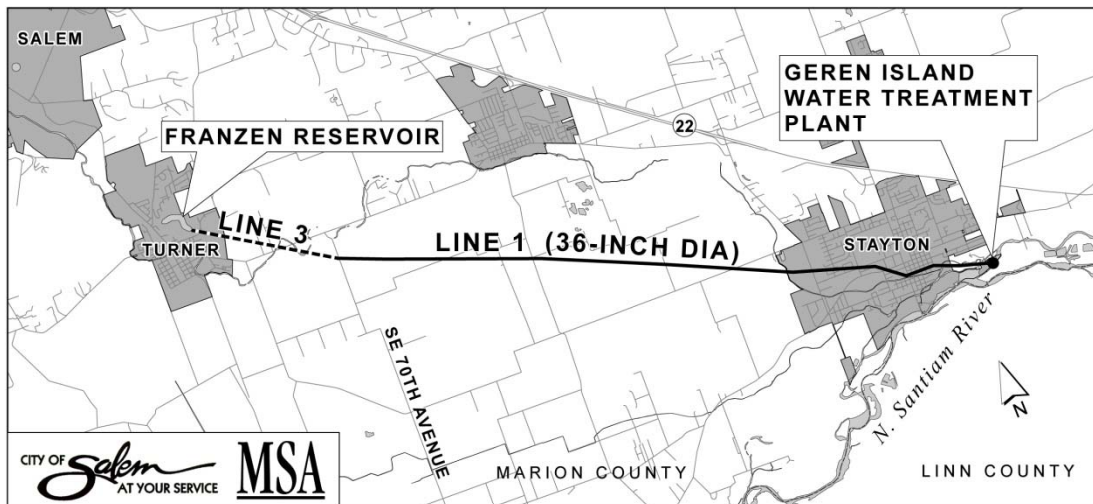 SALEM
FRANZEN RESERVOIR
TURNER
LINE 3
LINE 1 (36-INCH DIA)
22
GEREN ISLAND
WATER TREATMENT
PLANT
STAYTON
SE 70TH AVENUE
N. Santiam River
N
MARION COUNTY
LINN COUNTY
CITY OF
Salem
AT YOUR SERVICE
MSA